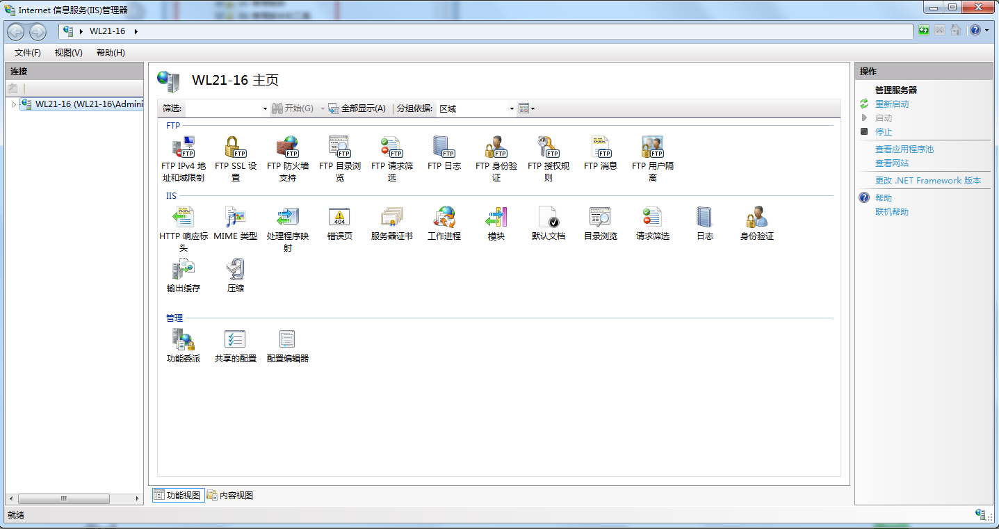 Internet 信息服务(IIS)管理器
WL21-16
文件(F) 视图(V) 帮助(H)
连接
WL21-16 (WL21-16\Admini
WL21-16 主页
筛选: 开始(G) 全部显示(A) 分组依据: 区域
FTP
FTP IPv4 地
址和域限制
FTP SSL 设
置
FTP 防火墙
支持
FTP 目录浏
览
FTP 请求筛
选
FTP 日志
FTP 身份验
证
FTP 授权规
则
FTP 消息
FTP 用户隔
离
IIS
HTTP 响应标
头
MIME 类型
处理程序映
射
错误页
服务器证书
工作进程
模块
默认文档
目录浏览
请求筛选
日志
身份验证
输出缓存
压缩
管理
功能委派
共享的配置
配置编辑器
功能视图
内容视图
操作
管理服务器
重新启动
启动
停止
查看应用程序池
查看网站
更改 .NET Framework 版本
帮助
联机帮助
就绪